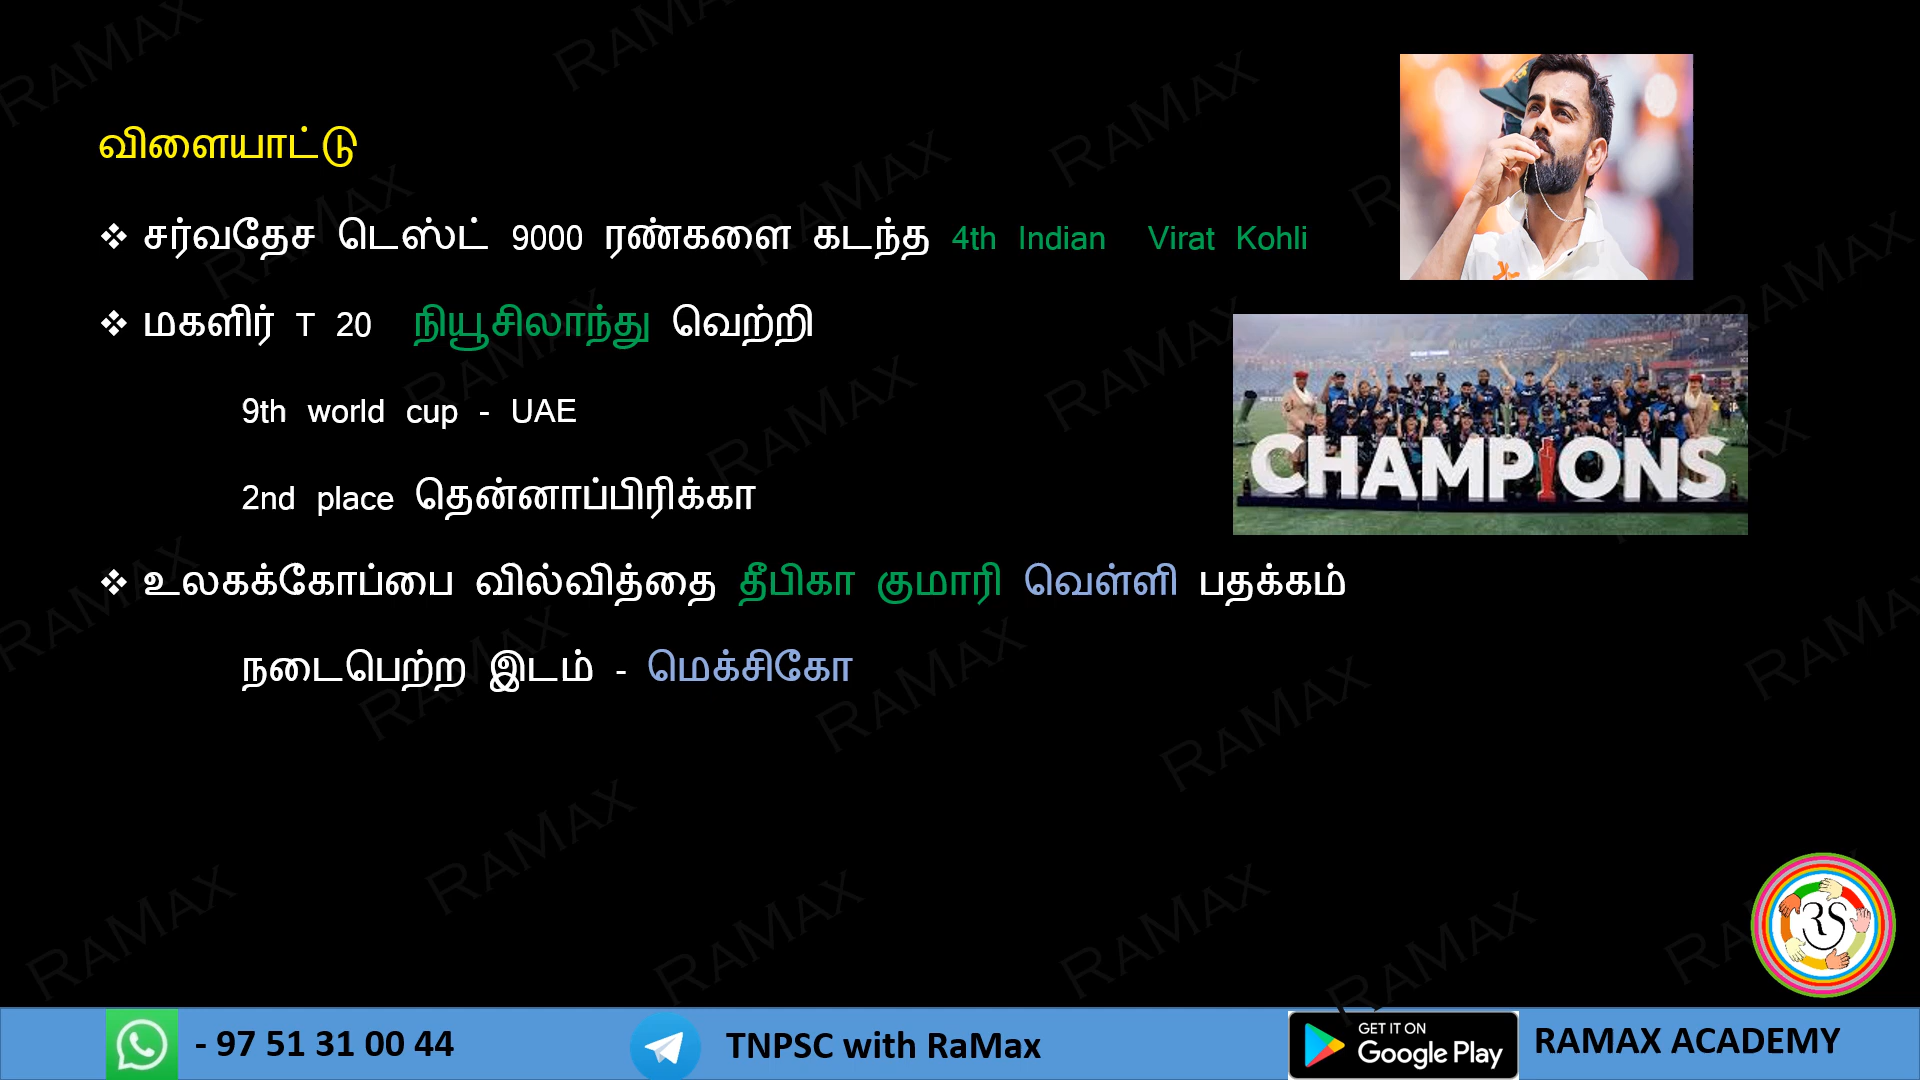 விளையாட்டு
❖ சர்வதேச டெஸ்ட் 9000 ரண்களை கடந்த 4th Indian Virat Kohli
❖ மகளிர் T 20 நியூசிலாந்து வெற்றி
9th world cup - UAE
2nd place தென்னாப்பிரிக்கா
CHAMPIONS
❖ உலகக்கோப்பை வில்வித்தை தீபிகா குமாரி வெள்ளி பதக்கம்
நடைபெற்ற இடம் - மெக்சிகோ
RAMAX
- 97 51 31 00 44
TNPSC with RaMax
GET IT ON
Google Play
RAMAX ACADEMY